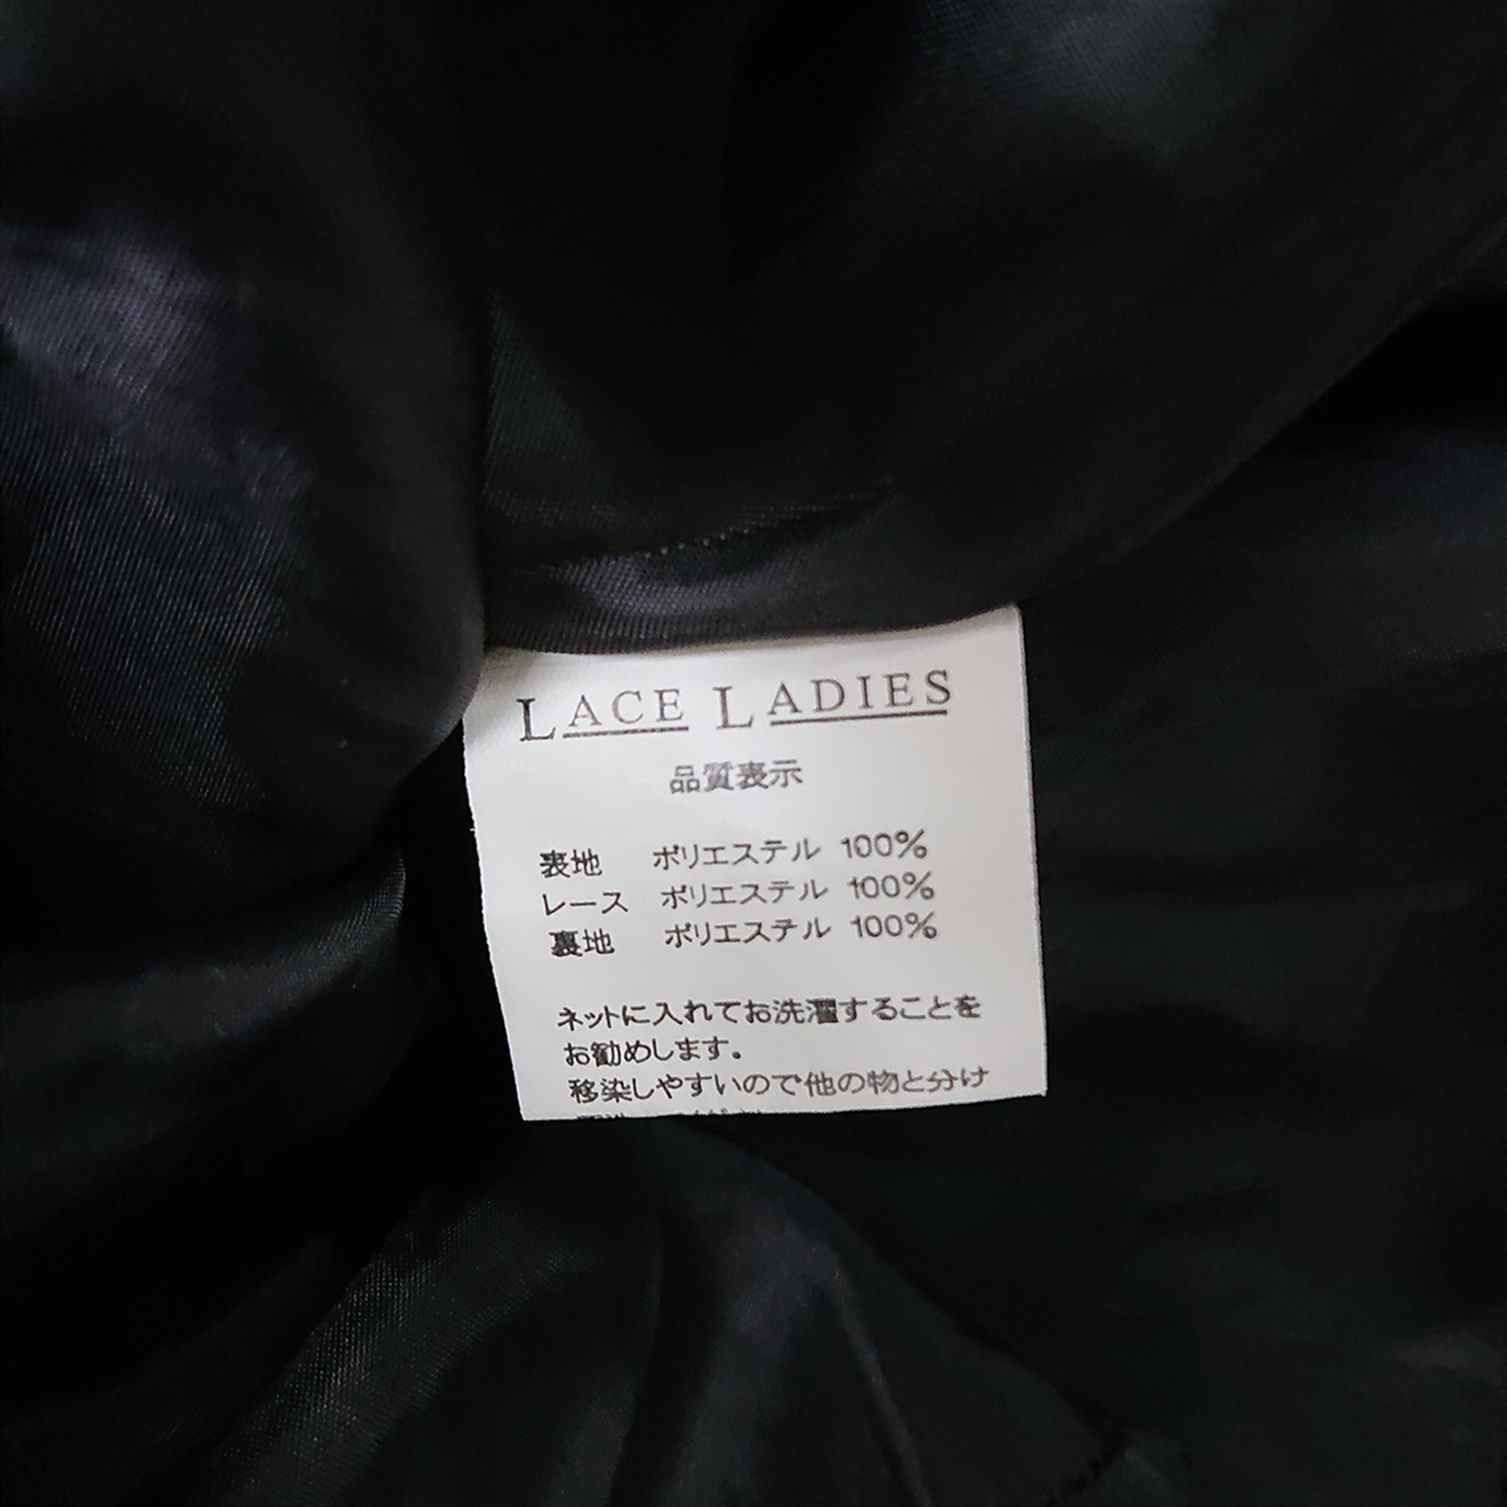 LACE LADIES
品質表示
表地 ポリエステル 100%
レース ポリエステル 100%
裏地 ポリエステル 100%
ネットに入れてお洗濯することを
お勧めします。
移染しやすいので他の物と分け